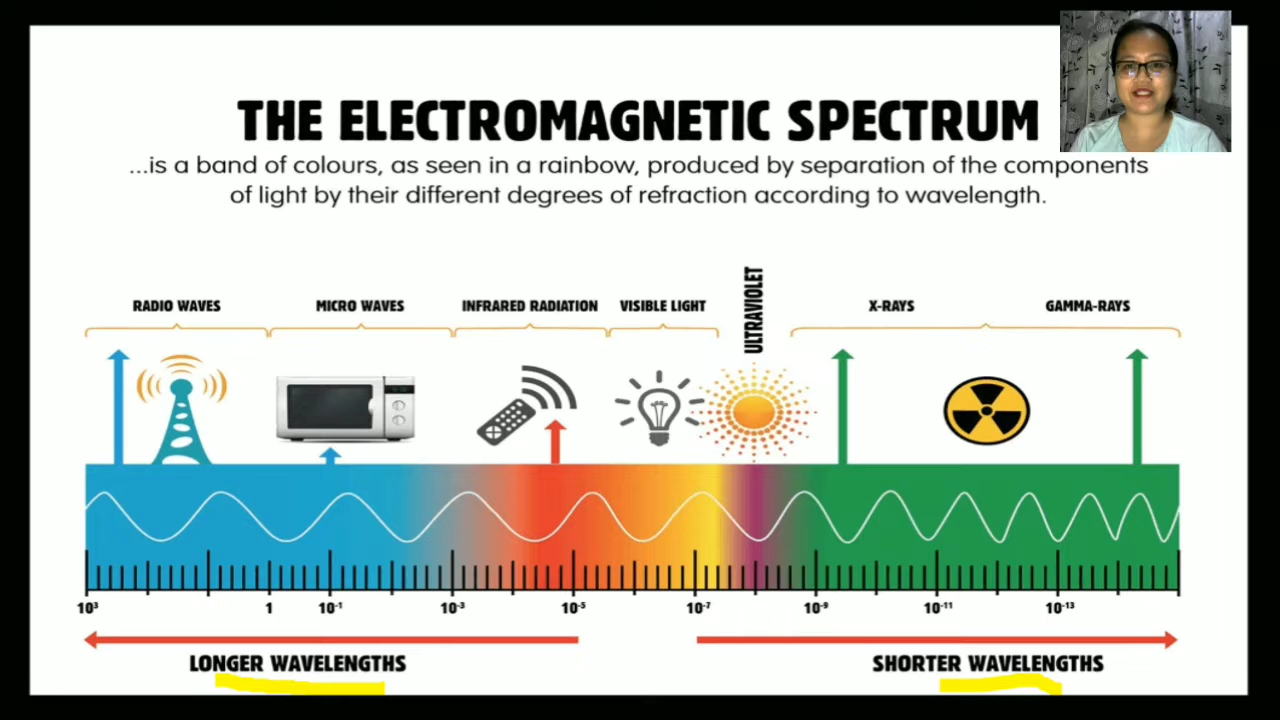 THE ELECTROMAGNETIC SPECTRUM
...is a band of colours, as seen in a rainbow, produced by separation of the components
of light by their different degrees of refraction according to wavelength.
RADIO WAVES MICRO WAVES INFRARED RADIATION VISIBLE LIGHT ULTRAVIOLET X-RAYS GAMMA-RAYS
10³ 1 10⁻¹ 10⁻³ 10⁻⁵ 10⁻⁷ 10⁻⁹ 10⁻¹¹ 10⁻¹³
LONGER WAVELENGTHS SHORTER WAVELENGTHS